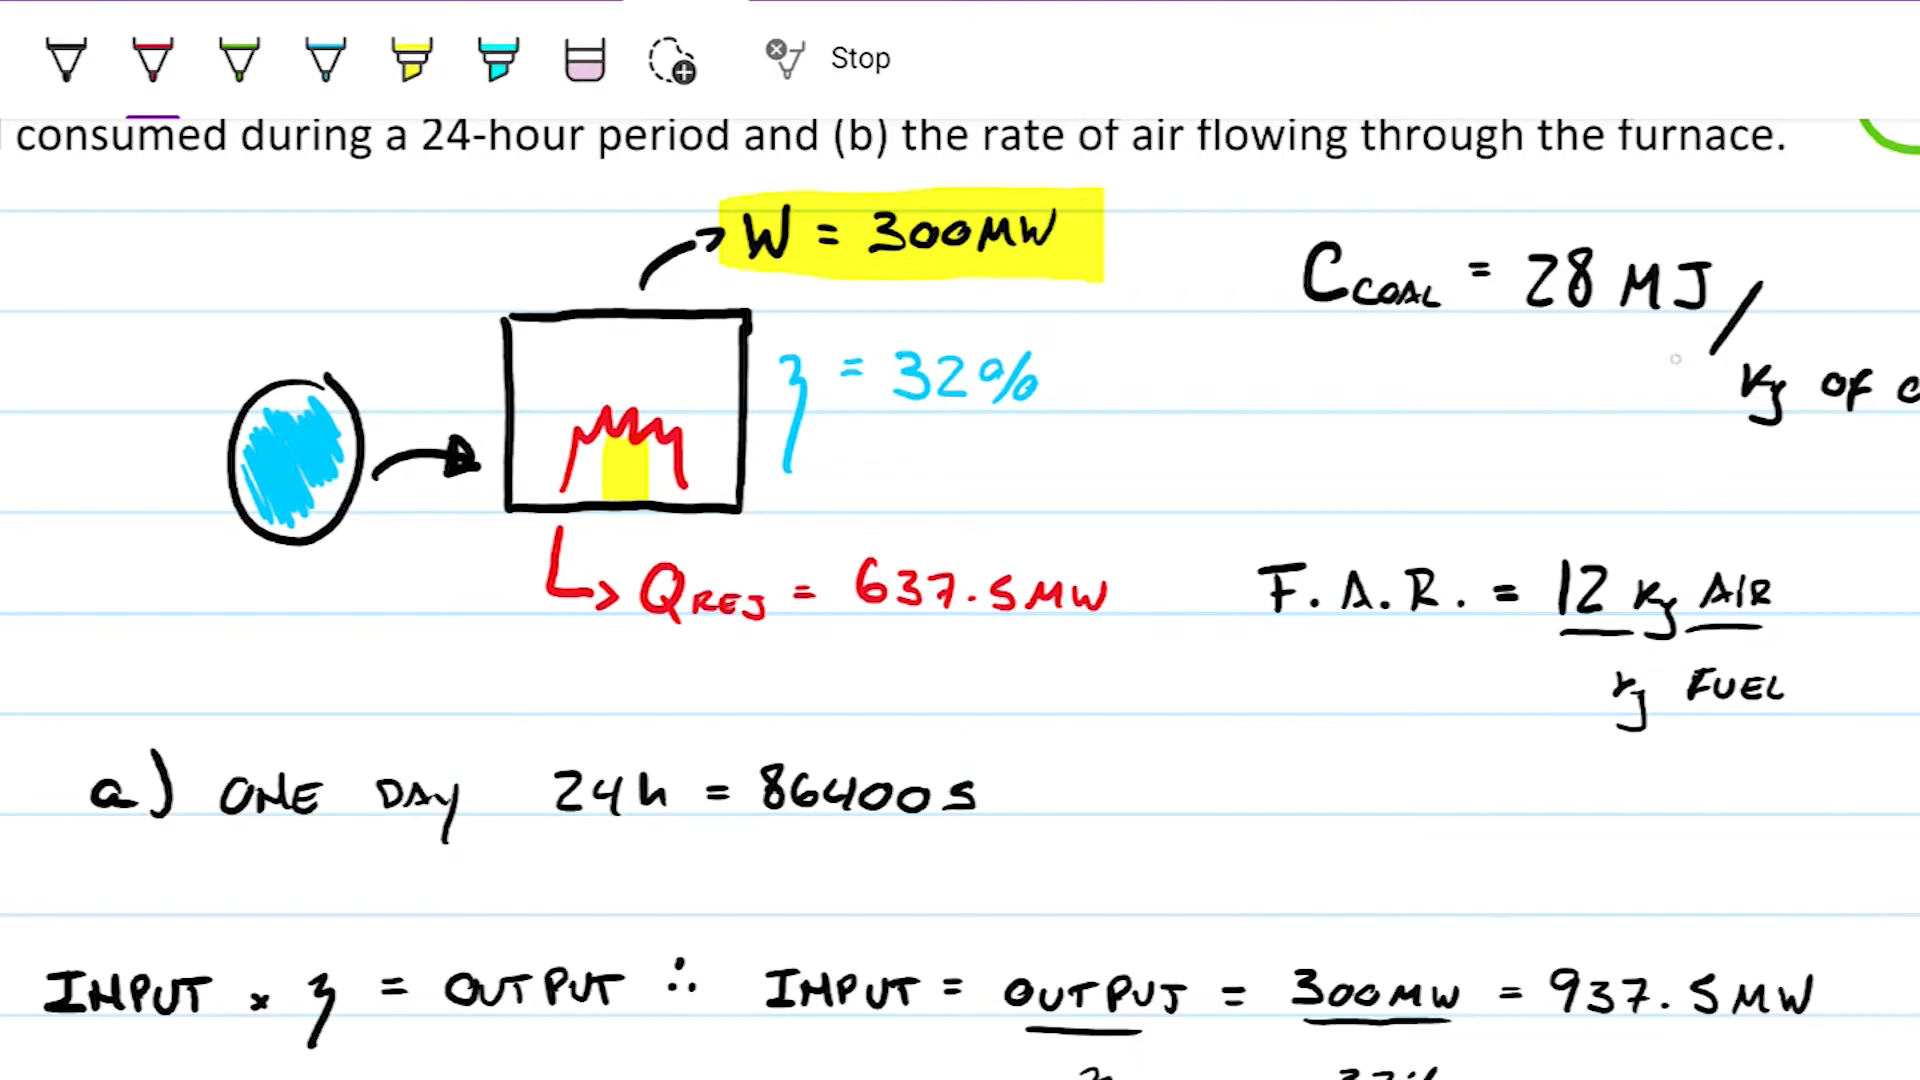 Stop
consumed during a 24-hour period and (b) the rate of air flowing through the furnace.
W = 300MW
C COAL = 28 MJ/
kg of c
η = 32%
QREJ = 637.5MW
F.A.R. = 12 kg AIR
kg FUEL
a) ONE DAY 24h = 86400s
INPUT × η = OUTPUT ∴ INPUT = OUTPUT = 300MW = 937.5MW